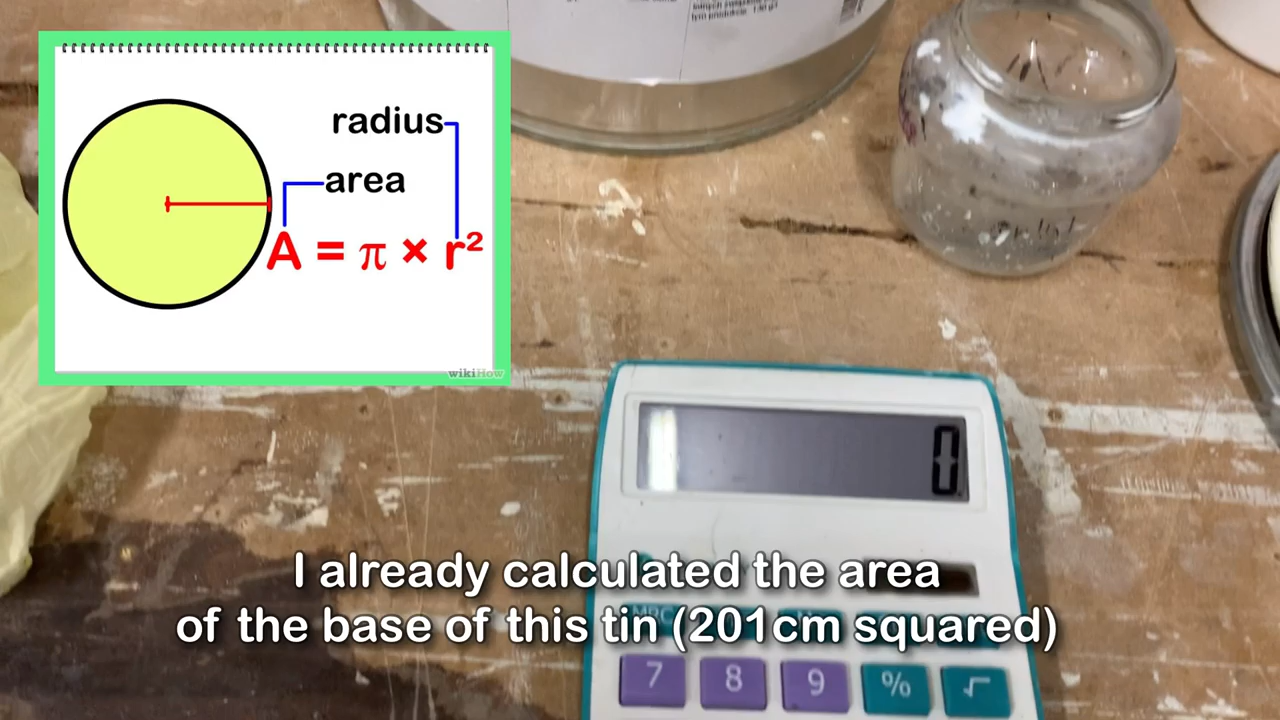 radius
area
A = π × r²
wikiHow
I already calculated the area
of the base of this tin (201cm squared)
7 8 9 % √